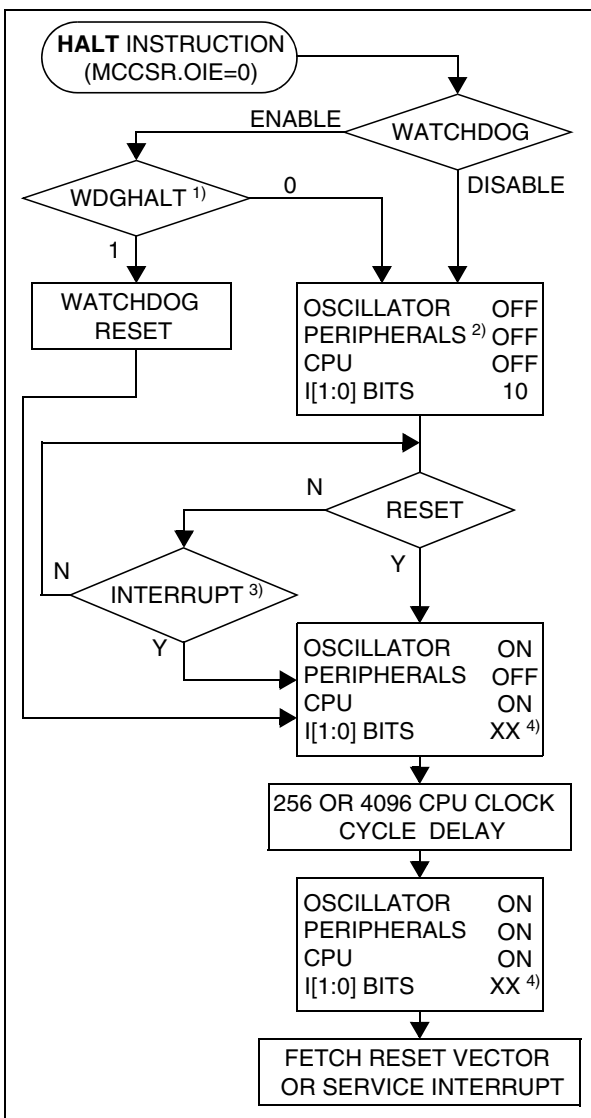 HALT INSTRUCTION
(MCCSR.OIE=0)
ENABLE
WATCHDOG
WDGHALT 1)
0
DISABLE
1
WATCHDOG
RESET
OSCILLATOR OFF
PERIPHERALS 2) OFF
CPU OFF
I[1:0] BITS 10
N
RESET
N
INTERRUPT 3)
Y
Y
OSCILLATOR ON
PERIPHERALS OFF
CPU ON
I[1:0] BITS XX 4)
256 OR 4096 CPU CLOCK
CYCLE DELAY
OSCILLATOR ON
PERIPHERALS ON
CPU ON
I[1:0] BITS XX 4)
FETCH RESET VECTOR
OR SERVICE INTERRUPT